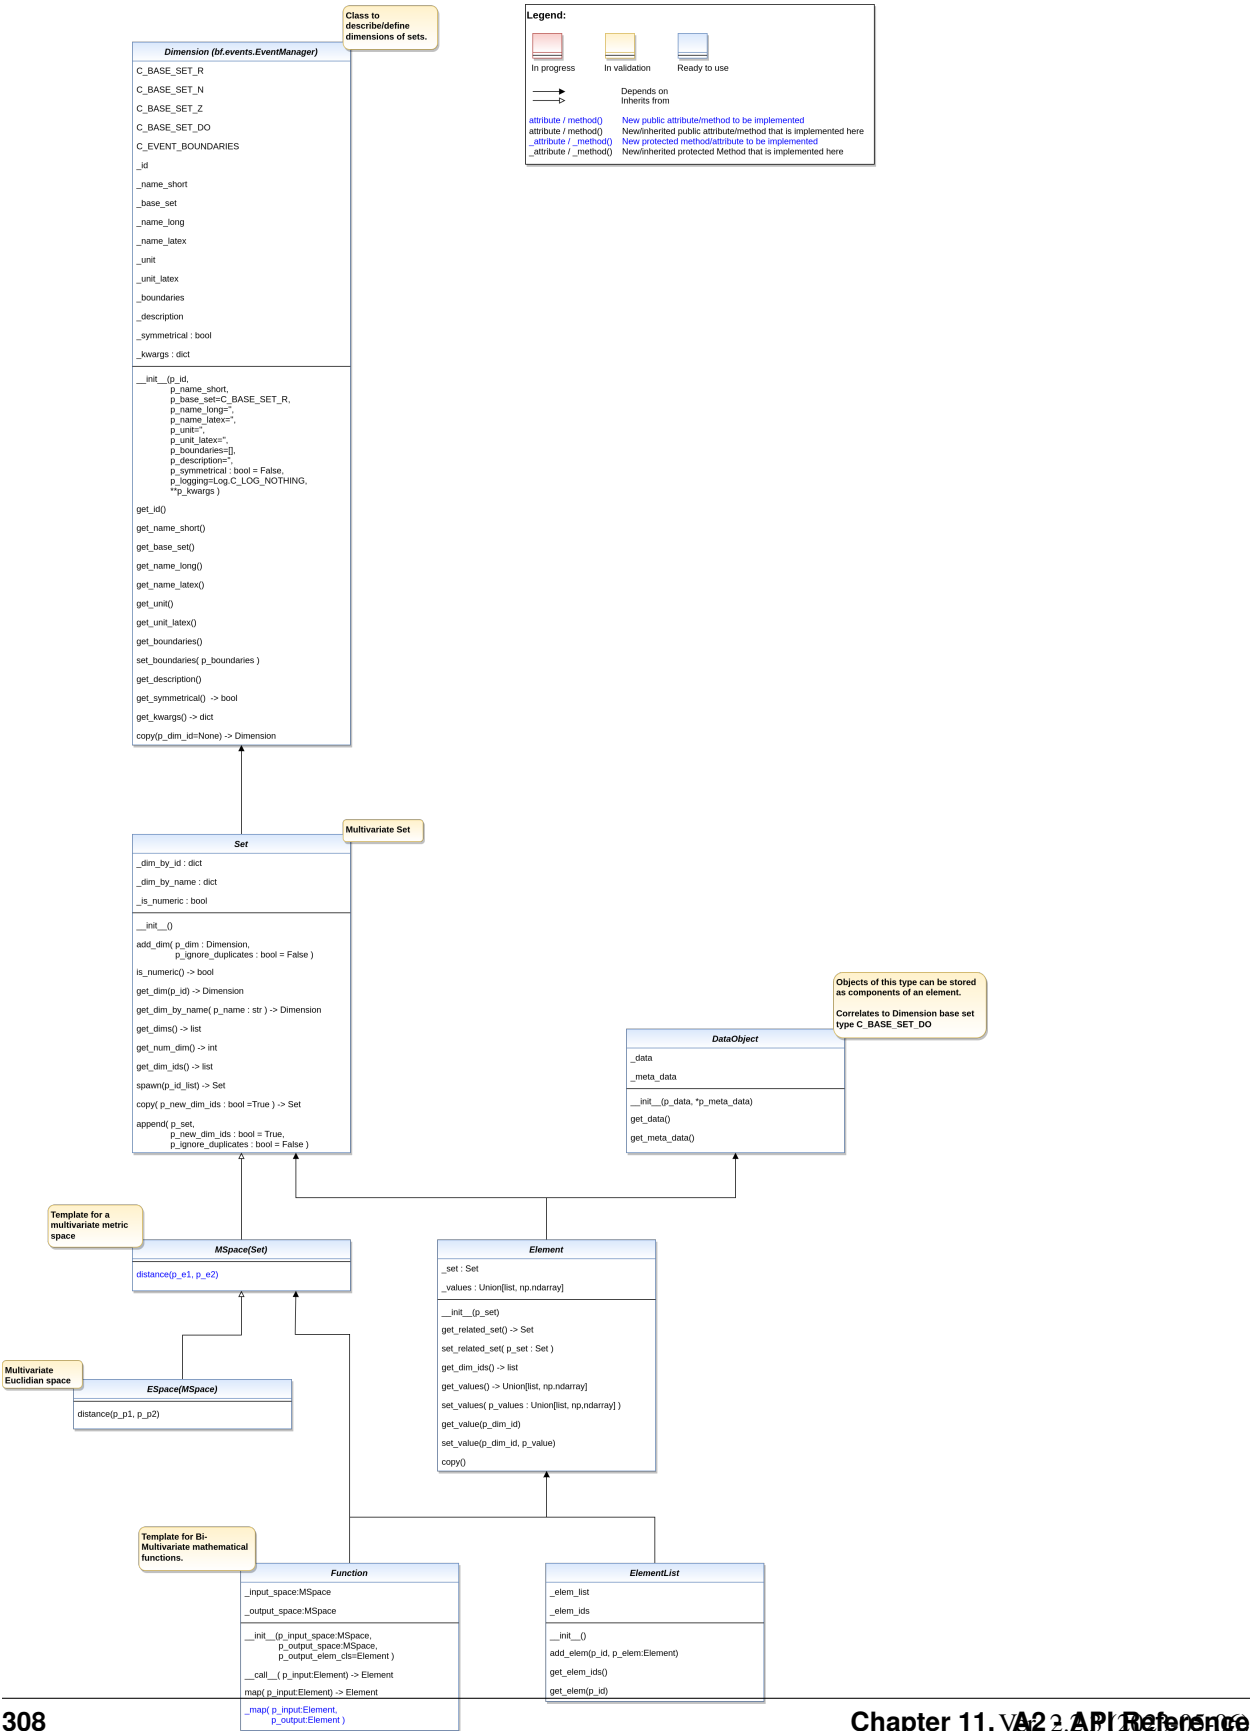 Class to
describe/define
dimensions of sets.
Dimension (bf.events.EventManager)
C_BASE_SET_R
C_BASE_SET_N
C_BASE_SET_Z
C_BASE_SET_DO
C_EVENT_BOUNDARIES
_id
_name_short
_base_set
_name_long
_name_latex
_unit
_unit_latex
_boundaries
_description
_symmetrical : bool
_kwargs : dict
__init__(p_id,
p_name_short,
p_base_set=C_BASE_SET_R,
p_name_long='',
p_name_latex='',
p_unit='',
p_unit_latex='',
p_boundaries=[],
p_description='',
p_symmetrical : bool = False,
p_logging=Log.C_LOG_NOTHING,
**p_kwargs )
get_id()
get_name_short()
get_base_set()
get_name_long()
get_name_latex()
get_unit()
get_unit_latex()
get_boundaries()
set_boundaries( p_boundaries )
get_description()
get_symmetrical() -> bool
get_kwargs() -> dict
copy(p_dim_id=None) -> Dimension
Legend:
In progress In validation Ready to use
Depends on
Inherits from
attribute / method() New public attribute/method to be implemented
attribute / method() New/inherited public attribute/method that is implemented here
_attribute / _method() New protected method/attribute to be implemented
_attribute / _method() New/inherited protected Method that is implemented here
Multivariate Set
Set
_dim_by_id : dict
_dim_by_name : dict
_is_numeric : bool
__init__()
add_dim( p_dim : Dimension,
p_ignore_duplicates : bool = False )
is_numeric() -> bool
get_dim(p_id) -> Dimension
get_dim_by_name( p_name : str ) -> Dimension
get_dims() -> list
get_num_dim() -> int
get_dim_ids() -> list
spawn(p_id_list) -> Set
copy( p_new_dim_ids : bool =True ) -> Set
append( p_set,
p_new_dim_ids : bool = True,
p_ignore_duplicates : bool = False )
Objects of this type can be stored
as components of an element.
Correlates to Dimension base set
type C_BASE_SET_DO
DataObject
_data
_meta_data
__init__(p_data, *p_meta_data)
get_data()
get_meta_data()
Template for a
multivariate metric
space
MSpace(Set)
distance(p_e1, p_e2)
Element
_set : Set
_values : Union[list, np.ndarray]
__init__(p_set)
get_related_set() -> Set
set_related_set( p_set : Set )
get_dim_ids() -> list
get_values() -> Union[list, np.ndarray]
set_values( p_values : Union[list, np,ndarray] )
get_value(p_dim_id)
set_value(p_dim_id, p_value)
copy()
Multivariate
Euclidian space
ESpace(MSpace)
distance(p_p1, p_p2)
Template for Bi-
Multivariate mathematical
functions.
Function
_input_space:MSpace
_output_space:MSpace
__init__(p_input_space:MSpace,
p_output_space:MSpace,
p_output_elem_cls=Element )
__call__( p_input:Element) -> Element
map( p_input:Element) -> Element
_map( p_input:Element,
p_output:Element )
ElementList
_elem_list
_elem_ids
__init__()
add_elem(p_id, p_elem:Element)
get_elem_ids()
get_elem(p_id)
308
Chapter 11. A2 - API Reference